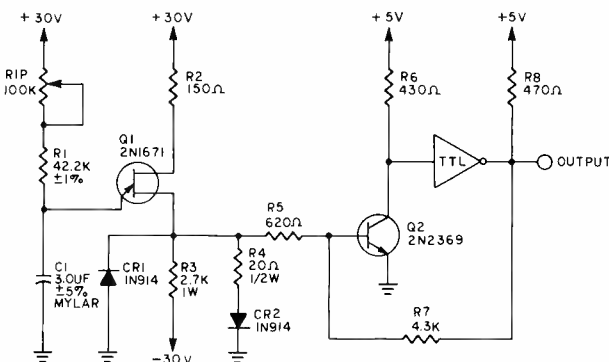 +30V
+30V
+5V
+5V
R1P
100K
R2
150Ω
R6
430Ω
R8
470Ω
Q1
2N1671
R1
42.2K
±1%
TTL
OUTPUT
R5
620Ω
Q2
2N2369
C1
3.0UF
±5%
MYLAR
CR1
1N914
R3
2.7K
1W
R4
20Ω
1/2W
CR2
1N914
R7
4.3K
-30V